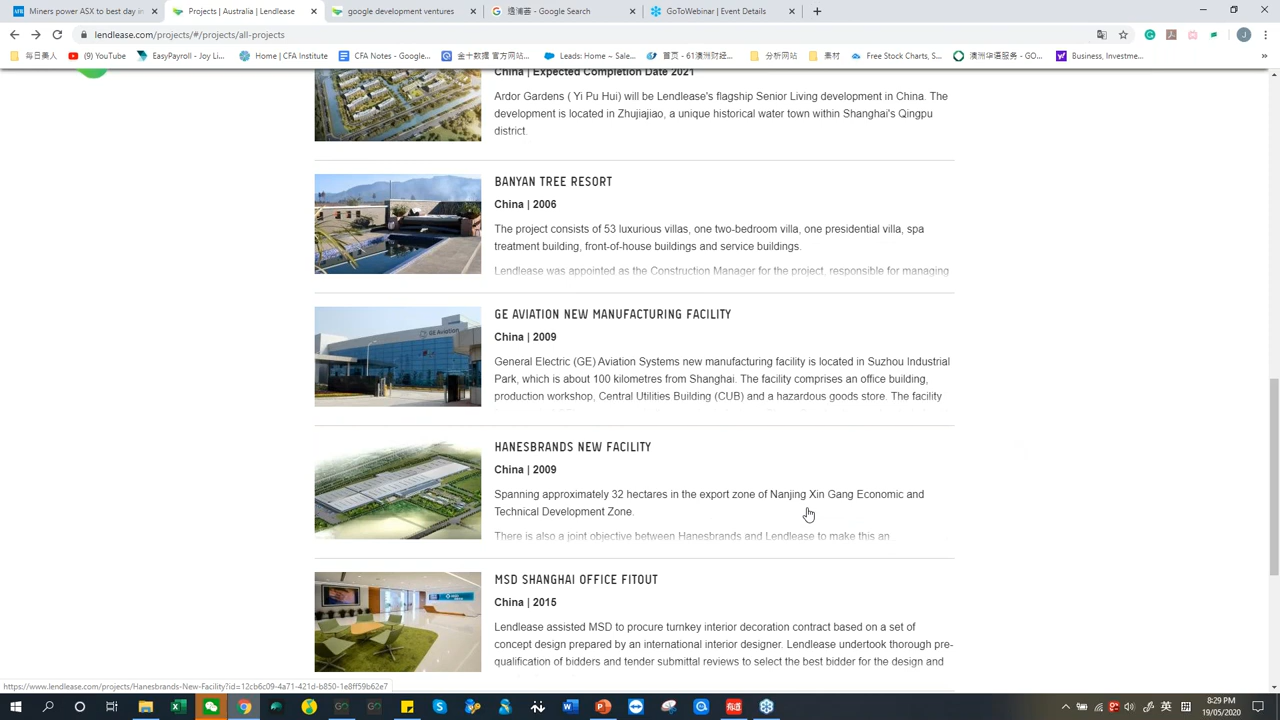 Miners power ASX to best day in
Projects | Australia | Lendlease
google development ventures
Google Search
GoToWebinar | Event Details
lendlease.com/projects/#/projects/all-projects
J
每日美人
(9) YouTube
EasyPayroll - Joy Li...
Home | CFA Institute
CFA Notes - Google...
金十数据 官方网站...
Leads: Home ~ Sale...
首页 - 61澳洲财经...
分析网站
素材
Free Stock Charts, S...
澳洲华语服务 - GO...
Business, Investme...
China | Expected Completion Date 2021
Ardor Gardens ( Yi Pu Hui) will be Lendlease's flagship Senior Living development in China. The
development is located in Zhujiajiao, a unique historical water town within Shanghai's Qingpu
district.
BANYAN TREE RESORT
China | 2006
The project consists of 53 luxurious villas, one two-bedroom villa, one presidential villa, spa
treatment building, front-of-house buildings and service buildings.
Lendlease was appointed as the Construction Manager for the project, responsible for managing
GE AVIATION NEW MANUFACTURING FACILITY
China | 2009
GE Aviation
General Electric (GE) Aviation Systems new manufacturing facility is located in Suzhou Industrial
Park, which is about 100 kilometres from Shanghai. The facility comprises an office building,
production workshop, Central Utilities Building (CUB) and a hazardous goods store. The facility
HANESBRANDS NEW FACILITY
China | 2009
Spanning approximately 32 hectares in the export zone of Nanjing Xin Gang Economic and
Technical Development Zone.
There is also a joint objective between Hanesbrands and Lendlease to make this an
MSD SHANGHAI OFFICE FITOUT
China | 2015
Lendlease assisted MSD to procure turnkey interior decoration contract based on a set of
concept design prepared by an international interior designer. Lendlease undertook thorough pre-
qualification of bidders and tender submittal reviews to select the best bidder for the design and
https://www.lendlease.com/projects/Hanesbrands-New-Facility?id=12cb6c09-4a71-421d-b850-1e8ff59b62e7
英
8:29 PM
19/05/2020